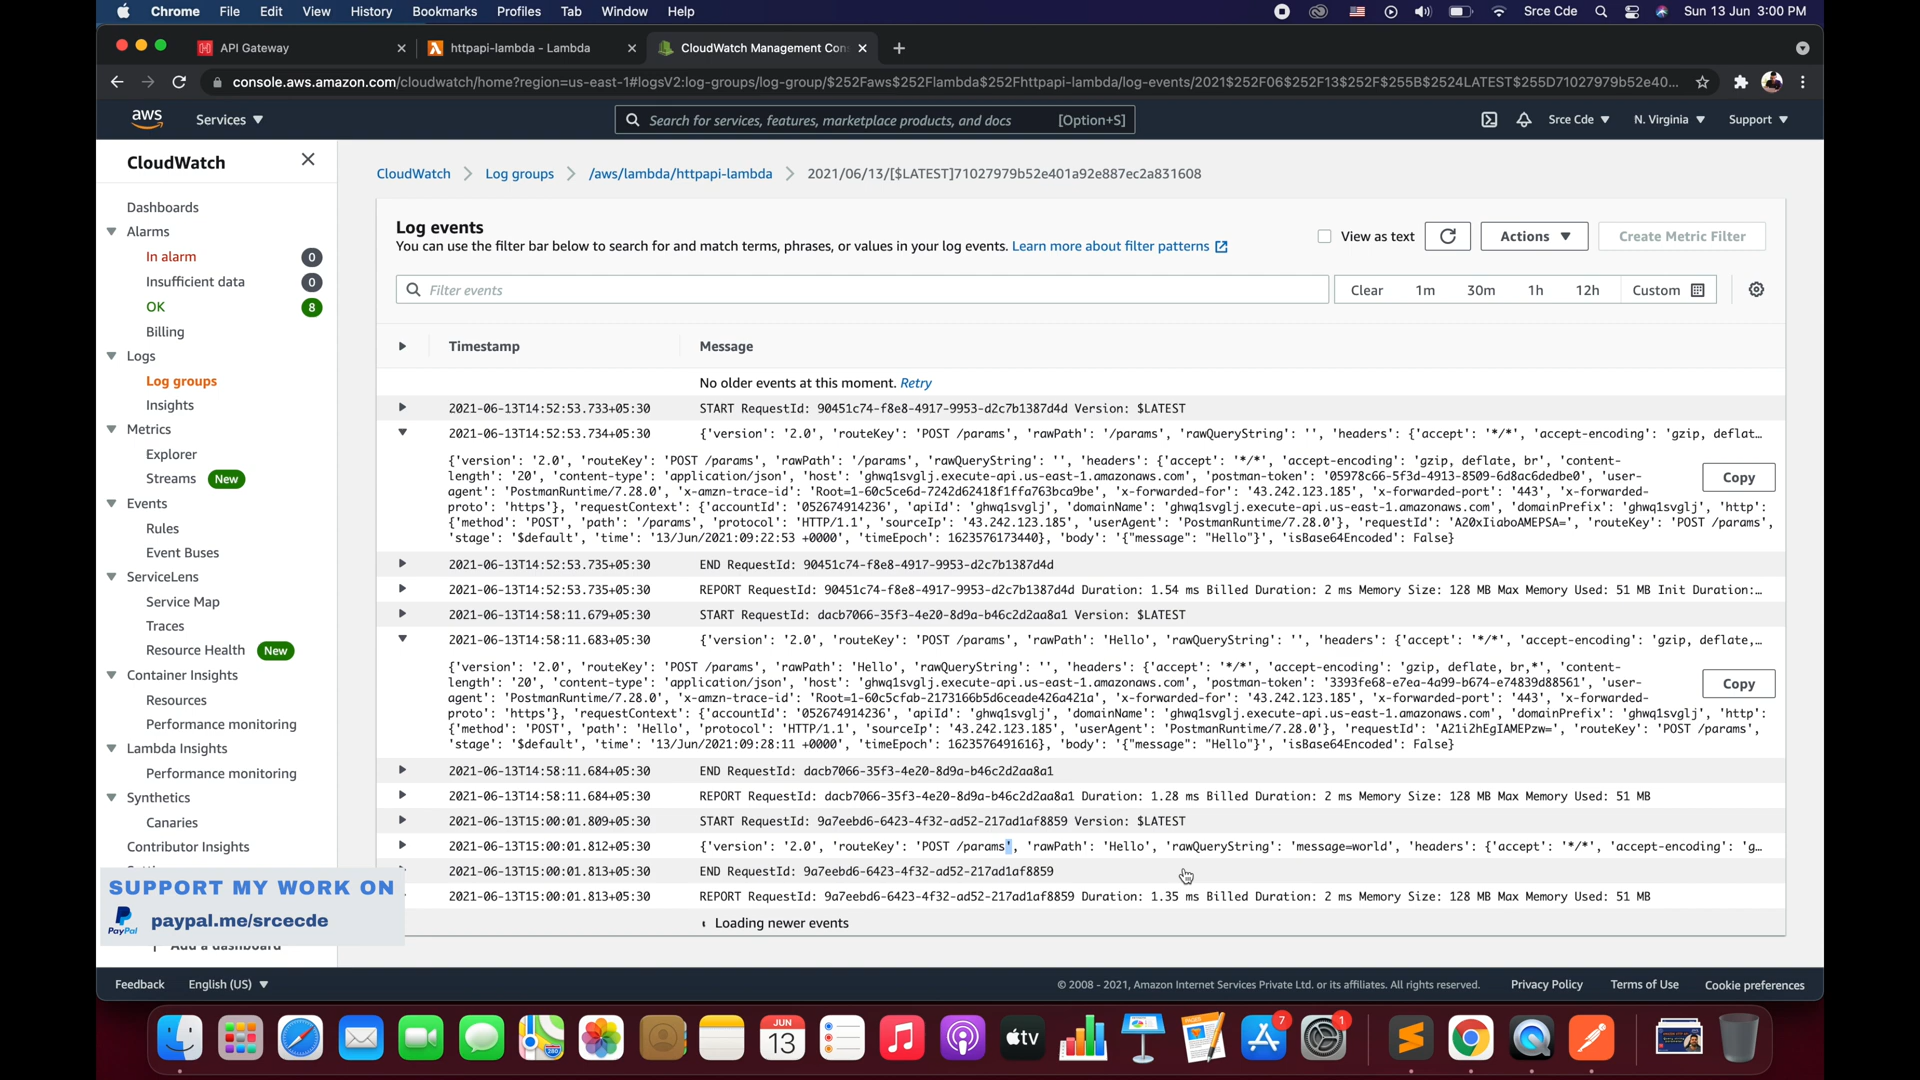 Chrome File Edit View History Bookmarks Profiles Tab Window Help Srce Cde Sun 13 Jun 3:00 PM
API Gateway httpapi-lambda - Lambda CloudWatch Management Con
console.aws.amazon.com/cloudwatch/home?region=us-east-1#logsV2:log-groups/log-group/$252Faws$252Flambda$252Fhttpapi-lambda/log-events/2021$252F06$252F13$252F$255B$2524LATEST$255D71027979b52e40...
aws Services Search for services, features, marketplace products, and docs [Option+S] Srce Cde N. Virginia Support
CloudWatch
Dashboards
Alarms
In alarm 0
Insufficient data 0
OK 8
Billing
Logs
Log groups
Insights
Metrics
Explorer
Streams New
Events
Rules
Event Buses
ServiceLens
Service Map
Traces
Resource Health New
Container Insights
Resources
Performance monitoring
Lambda Insights
Performance monitoring
Synthetics
Canaries
Contributor Insights
Add a dashboard
SUPPORT MY WORK ON
PayPal paypal.me/srcecde
CloudWatch Log groups /aws/lambda/httpapi-lambda 2021/06/13/[$LATEST]71027979b52e401a92e887ec2a831608
Log events
You can use the filter bar below to search for and match terms, phrases, or values in your log events. Learn more about filter patterns
View as text Actions Create Metric Filter
Filter events Clear 1m 30m 1h 12h Custom
Timestamp Message
No older events at this moment. Retry
2021-06-13T14:52:53.733+05:30 START RequestId: 90451c74-f8e8-4917-9953-d2c7b1387d4d Version: $LATEST
2021-06-13T14:52:53.734+05:30 {'version': '2.0', 'routeKey': 'POST /params', 'rawPath': '/params', 'rawQueryString': '', 'headers': {'accept': '*/*', 'accept-encoding': 'gzip, deflat…
{'version': '2.0', 'routeKey': 'POST /params', 'rawPath': '/params', 'rawQueryString': '', 'headers': {'accept': '*/*', 'accept-encoding': 'gzip, deflate, br', 'content-
length': '20', 'content-type': 'application/json', 'host': 'ghwq1svglj.execute-api.us-east-1.amazonaws.com', 'postman-token': '05978c66-5f3d-4913-8509-6d8ac6dedbe0', 'user-
agent': 'PostmanRuntime/7.28.0', 'x-amzn-trace-id': 'Root=1-60c5ce6d-7242d62418f1ffa763bca9be', 'x-forwarded-for': '43.242.123.185', 'x-forwarded-port': '443', 'x-forwarded-
proto': 'https'}, 'requestContext': {'accountId': '052674914236', 'apiId': 'ghwq1svglj', 'domainName': 'ghwq1svglj.execute-api.us-east-1.amazonaws.com', 'domainPrefix': 'ghwq1svglj', 'http':
{'method': 'POST', 'path': '/params', 'protocol': 'HTTP/1.1', 'sourceIp': '43.242.123.185', 'userAgent': 'PostmanRuntime/7.28.0'}, 'requestId': 'A20xIiaboAMEPSA=', 'routeKey': 'POST /params',
'stage': '$default', 'time': '13/Jun/2021:09:22:53 +0000', 'timeEpoch': 1623576173440}, 'body': '{"message": "Hello"}', 'isBase64Encoded': False}
Copy
2021-06-13T14:52:53.735+05:30 END RequestId: 90451c74-f8e8-4917-9953-d2c7b1387d4d
2021-06-13T14:52:53.735+05:30 REPORT RequestId: 90451c74-f8e8-4917-9953-d2c7b1387d4d Duration: 1.54 ms Billed Duration: 2 ms Memory Size: 128 MB Max Memory Used: 51 MB Init Duration:…
2021-06-13T14:58:11.679+05:30 START RequestId: dacb7066-35f3-4e20-8d9a-b46c2d2aa8a1 Version: $LATEST
2021-06-13T14:58:11.683+05:30 {'version': '2.0', 'routeKey': 'POST /params', 'rawPath': 'Hello', 'rawQueryString': '', 'headers': {'accept': '*/*', 'accept-encoding': 'gzip, deflate,…
{'version': '2.0', 'routeKey': 'POST /params', 'rawPath': 'Hello', 'rawQueryString': '', 'headers': {'accept': '*/*', 'accept-encoding': 'gzip, deflate, br,*', 'content-
length': '20', 'content-type': 'application/json', 'host': 'ghwq1svglj.execute-api.us-east-1.amazonaws.com', 'postman-token': '3393fe68-e7ea-4a99-b674-e74839d88561', 'user-
agent': 'PostmanRuntime/7.28.0', 'x-amzn-trace-id': 'Root=1-60c5cfab-2173166b5d6ceade426a421a', 'x-forwarded-for': '43.242.123.185', 'x-forwarded-port': '443', 'x-forwarded-
proto': 'https'}, 'requestContext': {'accountId': '052674914236', 'apiId': 'ghwq1svglj', 'domainName': 'ghwq1svglj.execute-api.us-east-1.amazonaws.com', 'domainPrefix': 'ghwq1svglj', 'http':
{'method': 'POST', 'path': 'Hello', 'protocol': 'HTTP/1.1', 'sourceIp': '43.242.123.185', 'userAgent': 'PostmanRuntime/7.28.0'}, 'requestId': 'A21i2hEgIAMEPzw=', 'routeKey': 'POST /params',
'stage': '$default', 'time': '13/Jun/2021:09:28:11 +0000', 'timeEpoch': 1623576491616}, 'body': '{"message": "Hello"}', 'isBase64Encoded': False}
Copy
2021-06-13T14:58:11.684+05:30 END RequestId: dacb7066-35f3-4e20-8d9a-b46c2d2aa8a1
2021-06-13T14:58:11.684+05:30 REPORT RequestId: dacb7066-35f3-4e20-8d9a-b46c2d2aa8a1 Duration: 1.28 ms Billed Duration: 2 ms Memory Size: 128 MB Max Memory Used: 51 MB
2021-06-13T15:00:01.809+05:30 START RequestId: 9a7eebd6-6423-4f32-ad52-217ad1af8859 Version: $LATEST
2021-06-13T15:00:01.812+05:30 {'version': '2.0', 'routeKey': 'POST /params', 'rawPath': 'Hello', 'rawQueryString': 'message=world', 'headers': {'accept': '*/*', 'accept-encoding': 'g…
2021-06-13T15:00:01.813+05:30 END RequestId: 9a7eebd6-6423-4f32-ad52-217ad1af8859
2021-06-13T15:00:01.813+05:30 REPORT RequestId: 9a7eebd6-6423-4f32-ad52-217ad1af8859 Duration: 1.35 ms Billed Duration: 2 ms Memory Size: 128 MB Max Memory Used: 51 MB
Loading newer events
Feedback English (US) © 2008 - 2021, Amazon Internet Services Private Ltd. or its affiliates. All rights reserved. Privacy Policy Terms of Use Cookie preferences
JUN
13
tv
7
1